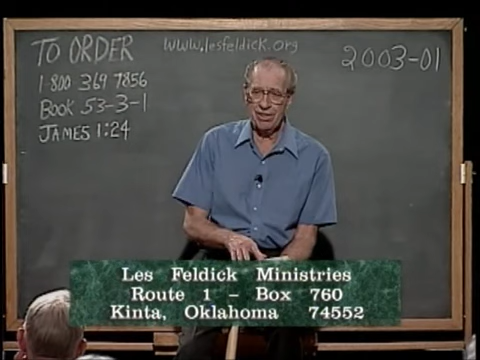 TO ORDER
1 800 369 7856
BOOK 53-3-1
JAMES 1:24
www.lesfeldick.org
2003-01
Les Feldick Ministries
Route 1 – Box 760
Kinta, Oklahoma 74552